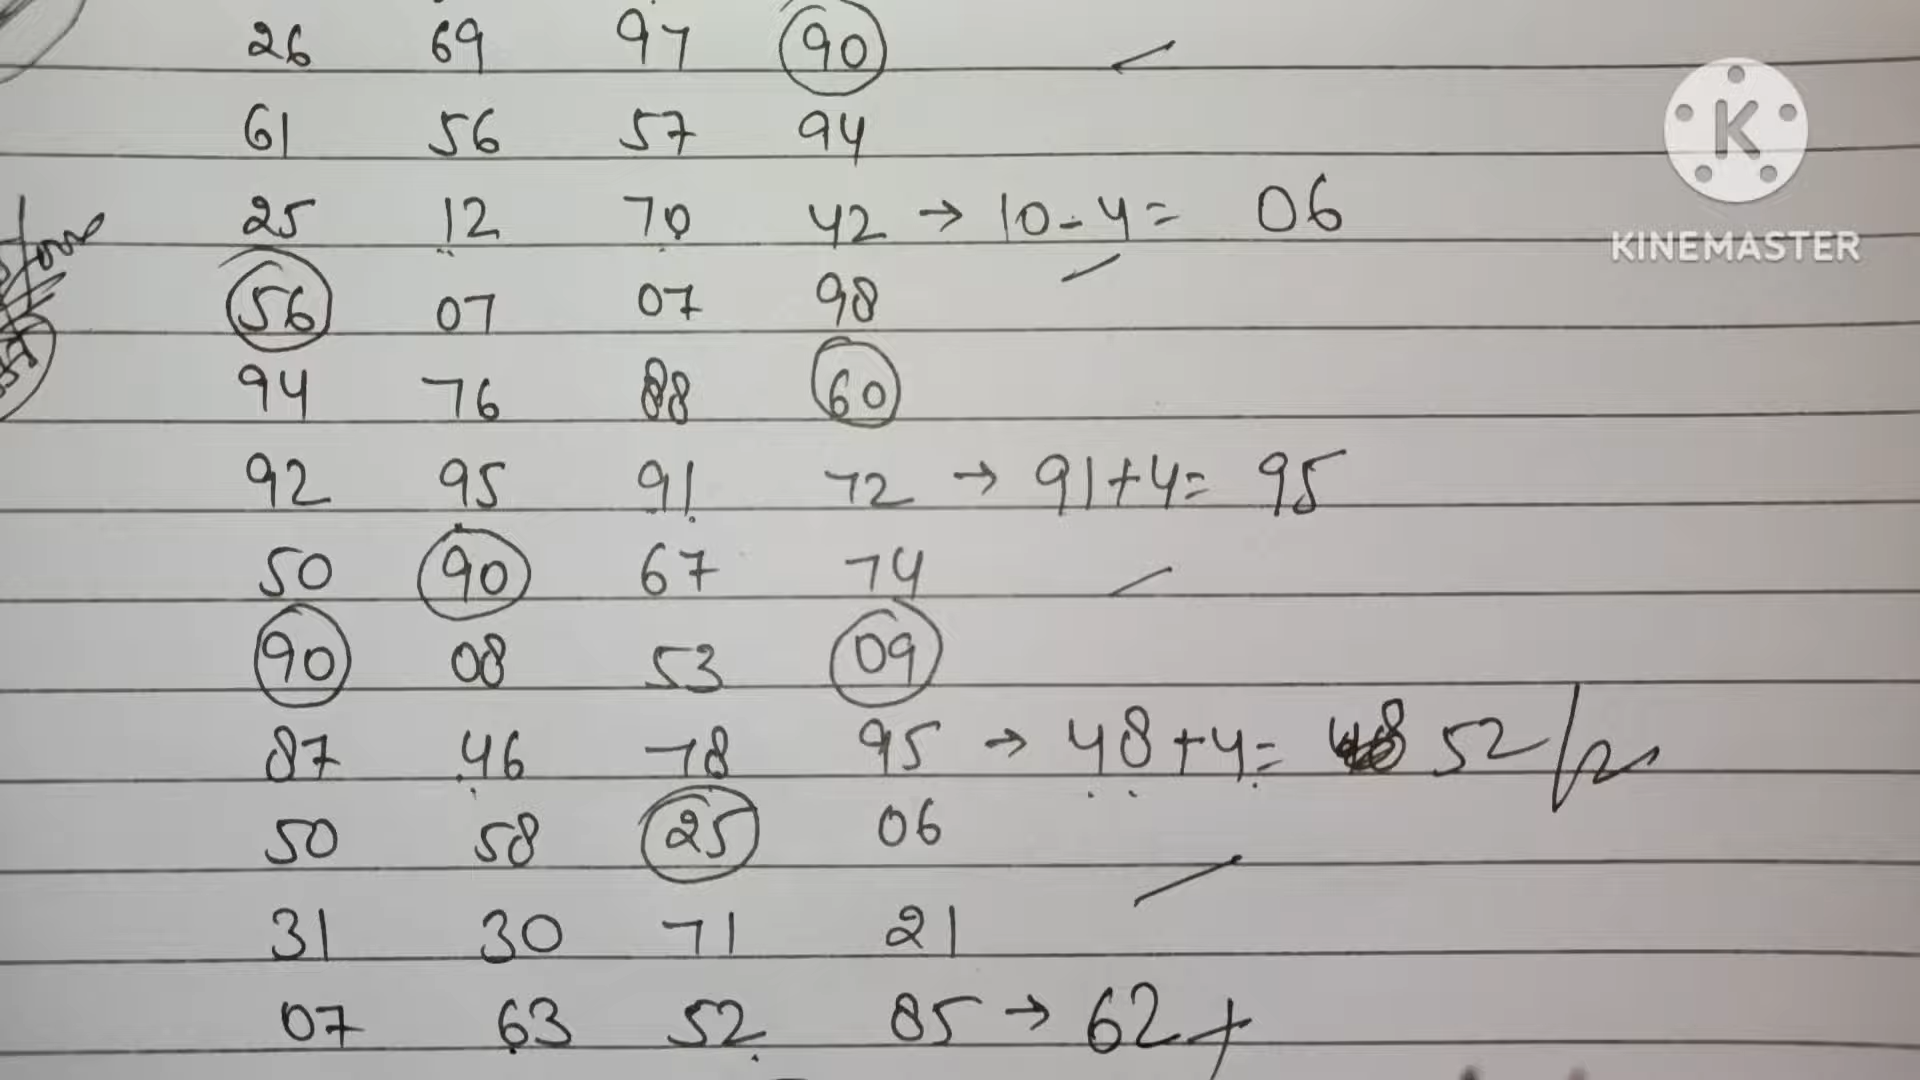 26 69 97 90
61 56 57 94
25 12 70 42 → 10-4= 06
56 07 07 98
94 76 88 60
92 95 91 72 → 91+4= 95
50 90 67 74
90 08 53 09
87 46 78 95 → 48+4= 52
50 58 25 06
31 30 71 21
07 63 52 85 → 62+
K
KINEMASTER